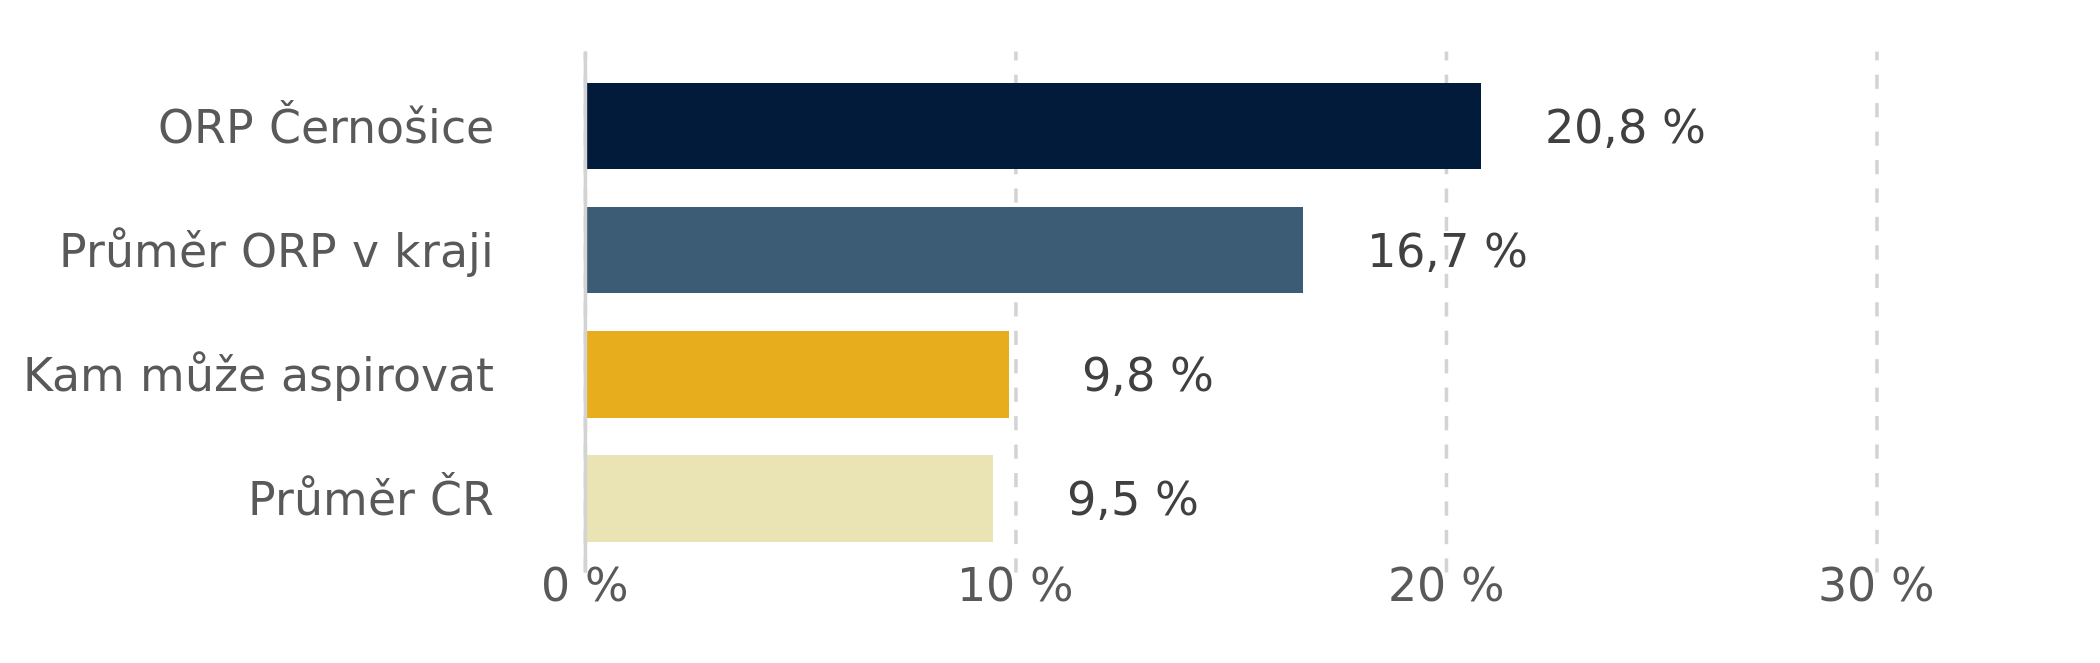 ORP Černošice
20,8 %
Průměr ORP v kraji
16,7 %
Kam může aspirovat
9,8 %
Průměr ČR
9,5 %
0 %
10 %
20 %
30 %